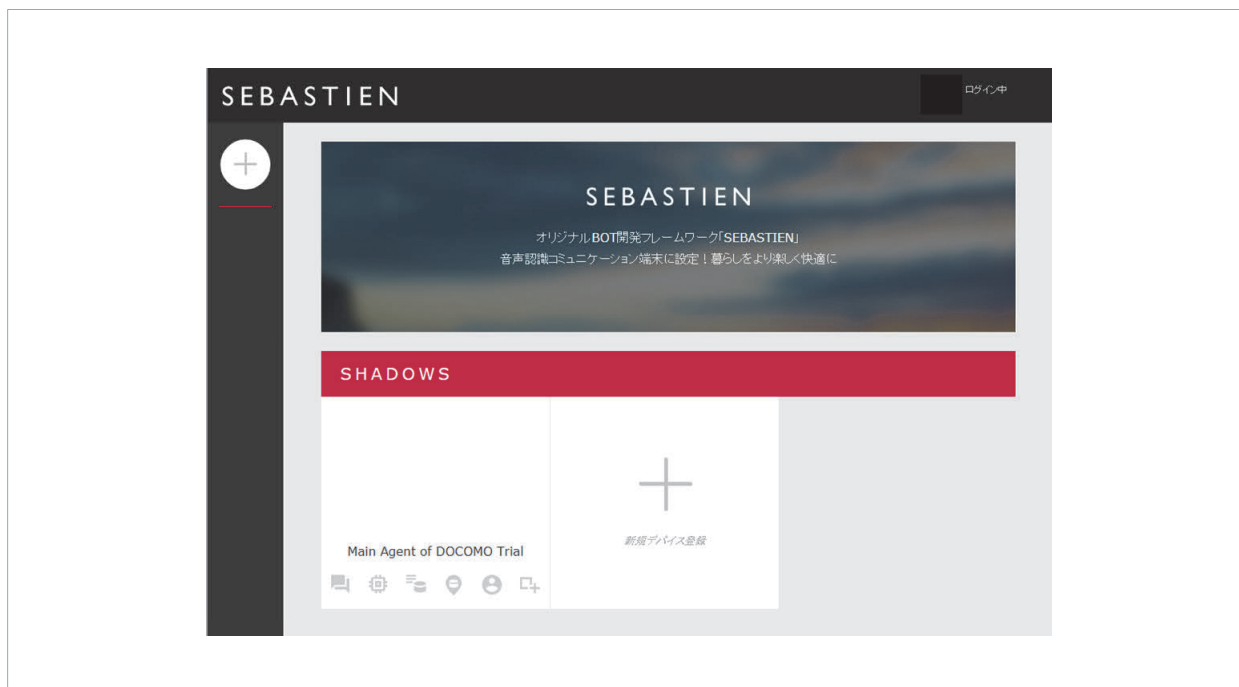 SEBASTIEN
ログイン中
SEBASTIEN
オリジナルBOT開発フレームワーク「SEBASTIEN」
音声認識コミュニケーション端末に設定！暮らしをより楽しく快適に
SHADOWS
Main Agent of DOCOMO Trial
新規デバイス登録